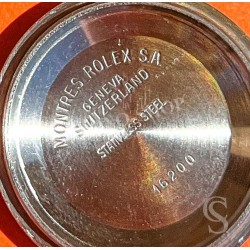 MONTRES ROLEX S.A.
GENEVA
SWITZERLAND
STAINLESS STEEL
16200
S